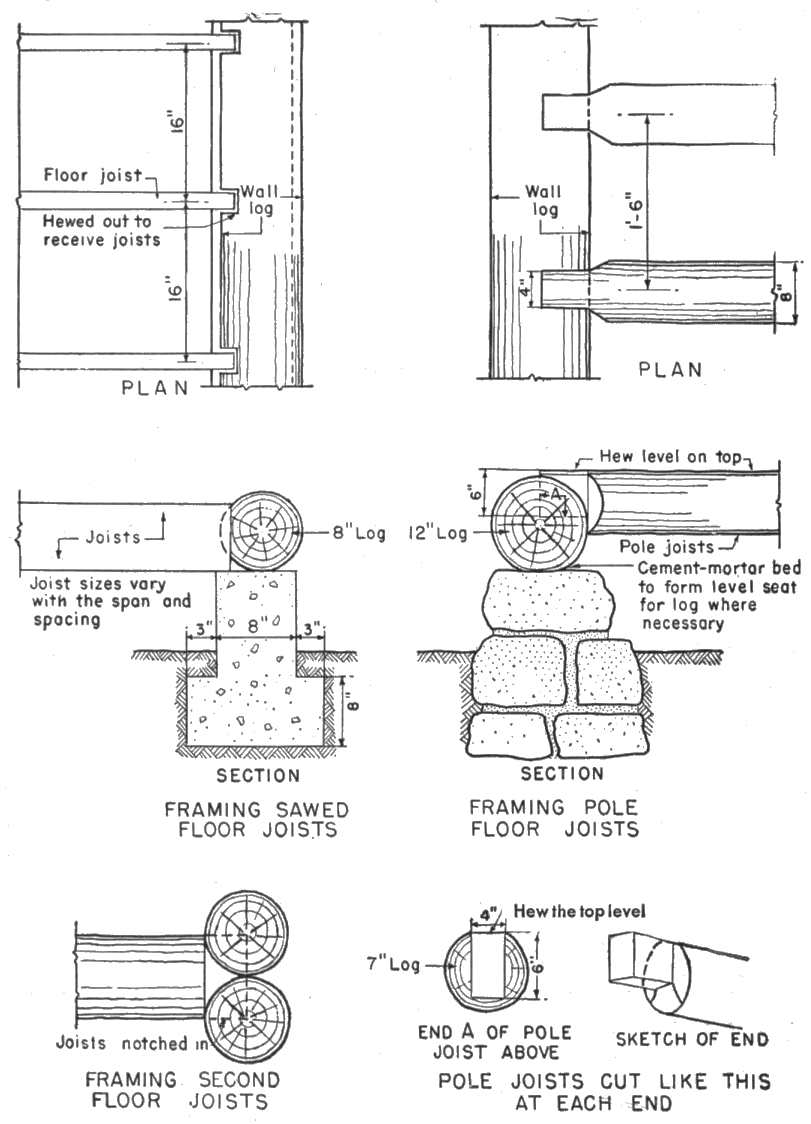 16"
Floor joist
Wall
log
Hewed out to
receive joists
16"
PLAN
Wall
log
1'-6"
4"
8"
PLAN
Joists
8" Log
Joist sizes vary
with the span and
spacing
3" 8" 3"
8"
SECTION
FRAMING SAWED
FLOOR JOISTS
Hew level on top
6"
A
12" Log
Pole joists
Cement-mortar bed
to form level seat
for log where
necessary
SECTION
FRAMING POLE
FLOOR JOISTS
Joists notched in
FRAMING SECOND
FLOOR JOISTS
4"
Hew the top level
7" Log
6"
END A OF POLE
JOIST ABOVE
SKETCH OF END
POLE JOISTS CUT LIKE THIS
AT EACH END